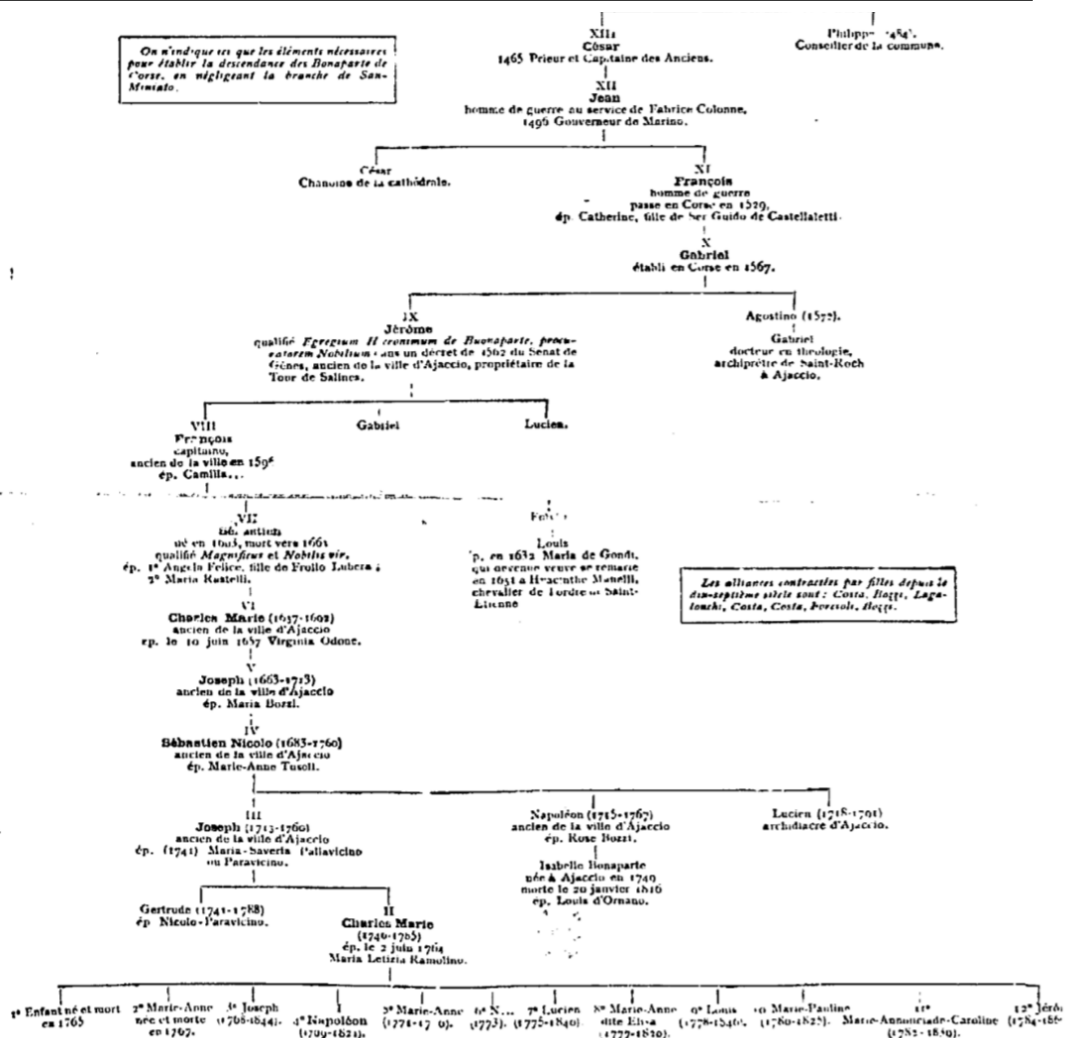 On n'indique ici que les éléments nécessaires
pour établir la descendance des Bonaparte de
Corse, en négligeant la branche de San-
Miniato.
Conseiller de la commune.
César
1465 Prieur et Capitaine des Anciens.
XII
Jean
homme de guerre au service de Fabrice Colonne,
1496 Gouverneur de Marino.
César
Chanoine de la cathédrale.
XI
François
homme de guerre
passe en Corse en 1529,
ép. Catherine, fille de Ser Guido de Castellaletti.
X
Gabriel
établi en Corse en 1567.
IX
Jérôme
qualifié Egregium Hieronimum de Buonaparte, procu-
ratorem Nobilium dans un décret de 1562 du Sénat de
Gênes, ancien de la ville d'Ajaccio, propriétaire de la
Tour de Salines.
Agostino (1572).
Gabriel
docteur en théologie,
archiprêtre de Saint-Roch
à Ajaccio.
VIII
François
capitaine,
ancien de la ville en
ép. Camilla...
Gabriel
Lucien.
VII
né en 1603, mort vers 1661
qualifié Magnificus et Nobilis vir.
ép. 1° Angela Felice, fille de Frollo Lubera ;
2° Maria Rastelli.
Louis
ép. en 1632 Maria de Gondi,
qui devenue veuve se remarie
en 1651 à Hyacinthe Manelli,
chevalier de l'ordre de Saint-
Etienne
Les alliances contractées par filles depuis le
dix-septième siècle sont : Costa, Bozzi,
Costa, Costa, Bozzi.
VI
Charles Marie
ancien de la ville d'Ajaccio
ép. le 10 juin 1657 Virginia Odone.
V
Joseph (1663-1713)
ancien de la ville d'Ajaccio
ép. Maria Bozzi.
IV
Sébastien Nicolo (1683-1760)
ancien de la ville d'Ajaccio
ép. Marie-Anne Tusoli.
III
Joseph (1713-1760)
ancien de la ville d'Ajaccio
ép. (1741) Maria-Saveria Pallavicino
ou Paravicino.
Napoléon (1715-1767)
ancien de la ville d'Ajaccio
ép. Rose Bozzi.
Isabelle Bonaparte
née à Ajaccio en 1749
morte le 20 janvier 1816
ép. Louis d'Ornano.
Lucien (1718-1791)
archidiacre d'Ajaccio.
Gertrude (1741-1788)
ép Nicolo-Paravicino.
II
Charles Marie
(1746-1785)
ép. le 2 juin 1764
Maria Letizia Ramolino.
1° Enfant né et mort
en 1765
2° Marie-Anne
née et morte
en 1767.
3° Joseph
(1768-1844).
I
4° Napoléon
Marie-Anne
6° N...
(1773).
7° Lucien
(1775-1840).
8° Marie-Anne
dite Elisa
(1777-1820).
9° Louis
(1778-1846).
10 Marie-Pauline
(1780-1825).
11°
Marie-Annonciade-Caroline
(1782-1839).
12° Jérô